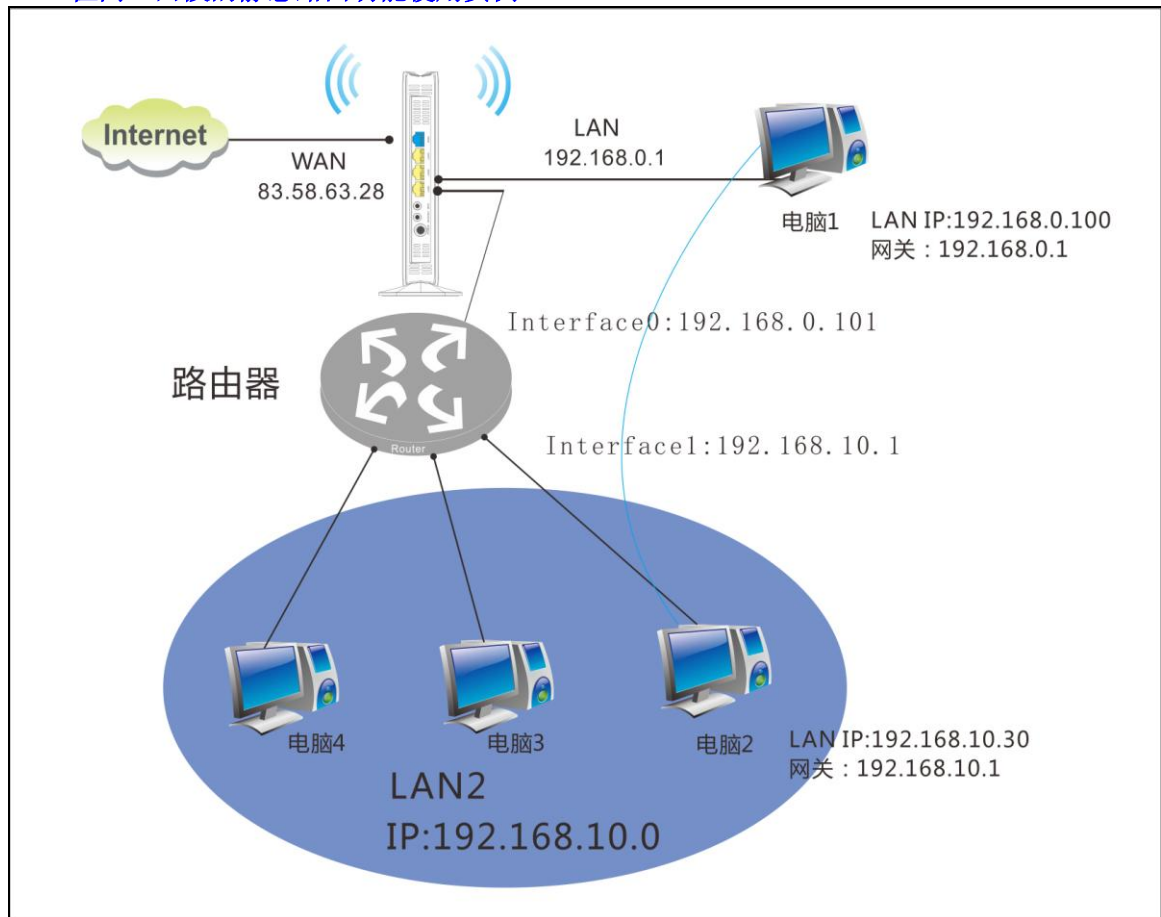 Internet
WAN
83.58.63.28
LAN
192.168.0.1
电脑1
LAN IP:192.168.0.100
网关：192.168.0.1
Interface0:192.168.0.101
路由器
Router
Interface1:192.168.10.1
电脑4
电脑3
电脑2
LAN IP:192.168.10.30
网关：192.168.10.1
LAN2
IP:192.168.10.0